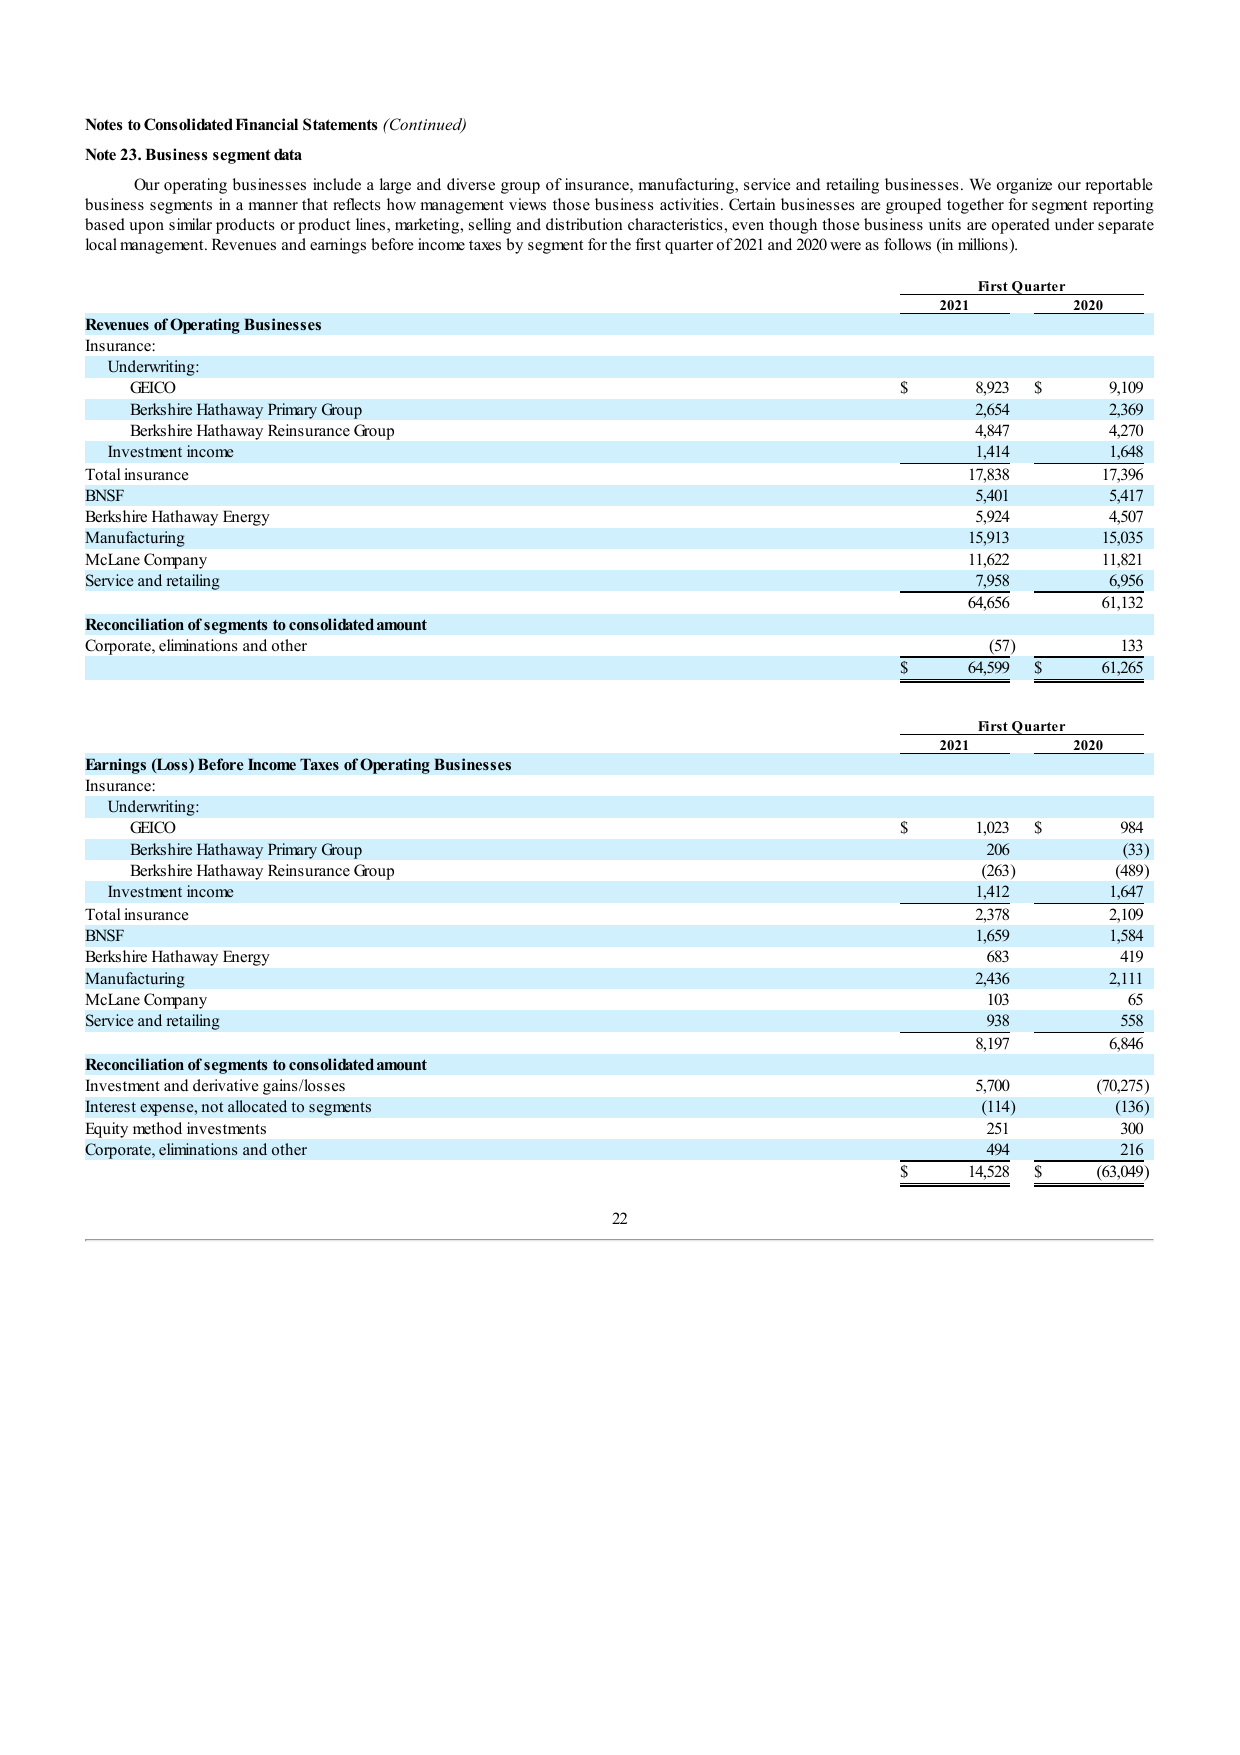 Notes to Consolidated Financial Statements (Continued)
Note 23. Business segment data
Our operating businesses include a large and diverse group of insurance, manufacturing, service and retailing businesses. We organize our reportable
business segments in a manner that reflects how management views those business activities. Certain businesses are grouped together for segment reporting
based upon similar products or product lines, marketing, selling and distribution characteristics, even though those business units are operated under separate
local management. Revenues and earnings before income taxes by segment for the first quarter of 2021 and 2020 were as follows (in millions).
First Quarter
2021 2020
Revenues of Operating Businesses
Insurance:
Underwriting:
GEICO $ 8,923 $ 9,109
Berkshire Hathaway Primary Group 2,654 2,369
Berkshire Hathaway Reinsurance Group 4,847 4,270
Investment income 1,414 1,648
Total insurance 17,838 17,396
BNSF 5,401 5,417
Berkshire Hathaway Energy 5,924 4,507
Manufacturing 15,913 15,035
McLane Company 11,622 11,821
Service and retailing 7,958 6,956
64,656 61,132
Reconciliation of segments to consolidated amount
Corporate, eliminations and other (57) 133
$ 64,599 $ 61,265
First Quarter
2021 2020
Earnings (Loss) Before Income Taxes of Operating Businesses
Insurance:
Underwriting:
GEICO $ 1,023 $ 984
Berkshire Hathaway Primary Group 206 (33)
Berkshire Hathaway Reinsurance Group (263) (489)
Investment income 1,412 1,647
Total insurance 2,378 2,109
BNSF 1,659 1,584
Berkshire Hathaway Energy 683 419
Manufacturing 2,436 2,111
McLane Company 103 65
Service and retailing 938 558
8,197 6,846
Reconciliation of segments to consolidated amount
Investment and derivative gains/losses 5,700 (70,275)
Interest expense, not allocated to segments (114) (136)
Equity method investments 251 300
Corporate, eliminations and other 494 216
$ 14,528 $ (63,049)
22